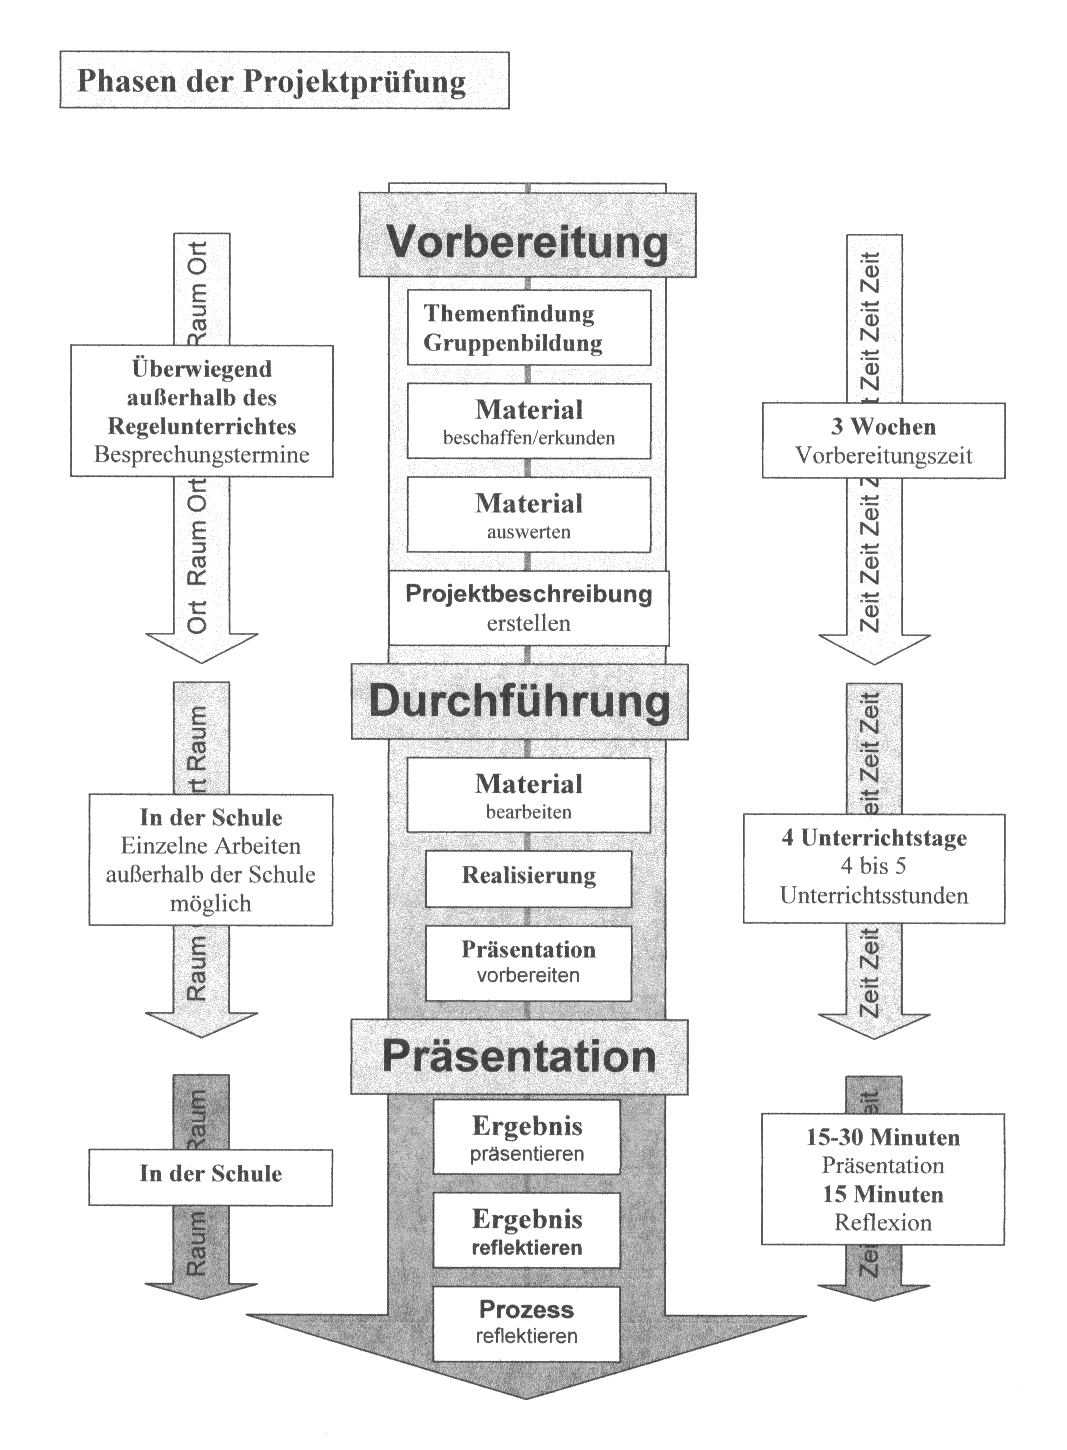 Phasen der Projektprüfung
Vorbereitung
Themenfindung
Gruppenbildung
Material
beschaffen/erkunden
Material
auswerten
Projektbeschreibung
erstellen
Ort Raum Ort Raum Ort
Überwiegend
außerhalb des
Regelunterrichtes
Besprechungstermine
Zeit Zeit Zeit Zeit Zeit Zeit
3 Wochen
Vorbereitungszeit
Durchführung
Material
bearbeiten
Realisierung
Präsentation
vorbereiten
Raum Raum
In der Schule
Einzelne Arbeiten
außerhalb der Schule
möglich
Zeit Zeit Zeit Zeit
4 Unterrichtstage
4 bis 5
Unterrichtsstunden
Präsentation
Ergebnis
präsentieren
Ergebnis
reflektieren
Prozess
reflektieren
Raum Raum
In der Schule
15-30 Minuten
Präsentation
15 Minuten
Reflexion